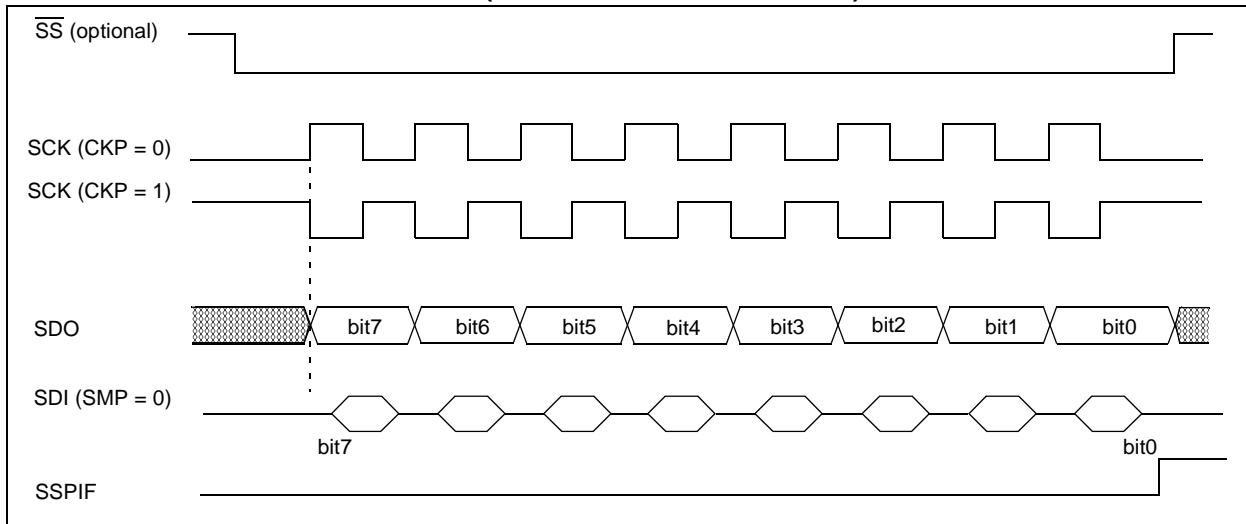 SS (optional)
SCK (CKP = 0)
SCK (CKP = 1)
SDO
bit7 bit6 bit5 bit4 bit3 bit2 bit1 bit0
SDI (SMP = 0)
bit7 bit0
SSPIF